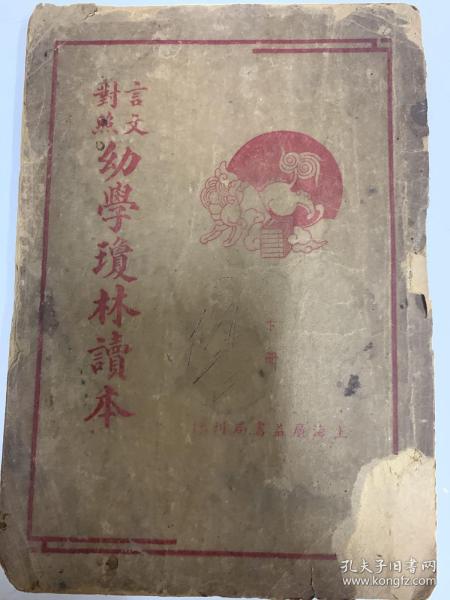 言文
對照
幼學瓊林讀本
下冊
上海廣益書局刊行
孔夫子旧书网
www.kongfz.com